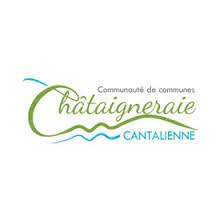 Communauté de communes
Châtaigneraie
CANTALIENNE